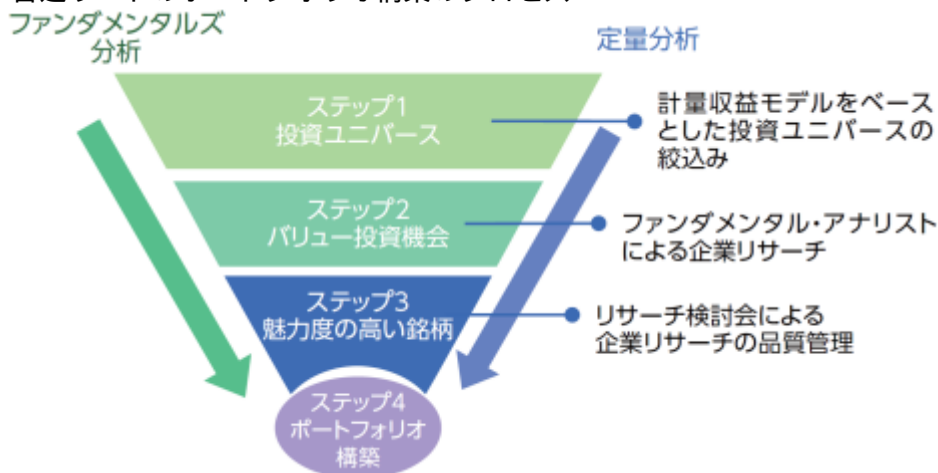 ファンダメンタルズ
分析
定量分析
ステップ1
投資ユニバース
計量収益モデルをベース
とした投資ユニバースの
絞込み
ステップ2
バリュー投資機会
ファンダメンタル・アナリスト
による企業リサーチ
ステップ3
魅力度の高い銘柄
リサーチ検討会による
企業リサーチの品質管理
ステップ4
ポートフォリオ
構築